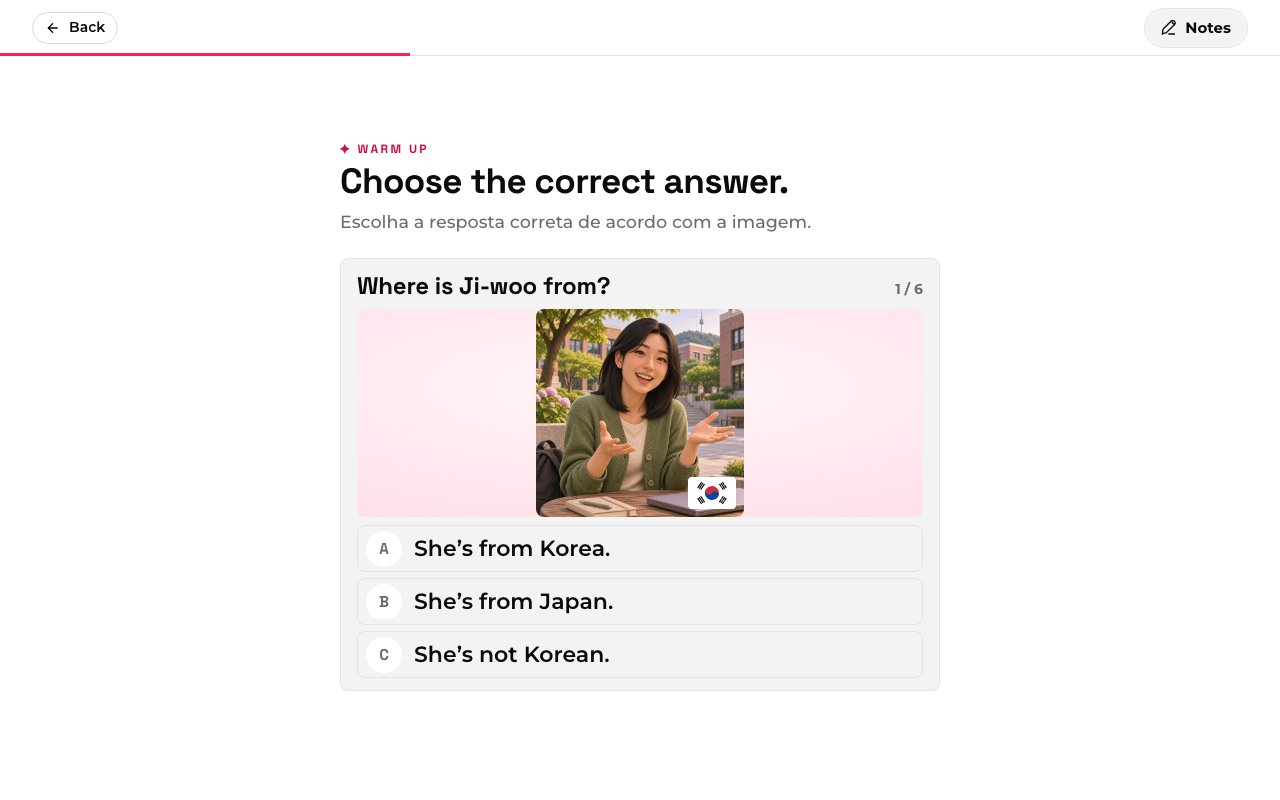 Back
Notes
WARM UP
Choose the correct answer.
Escolha a resposta correta de acordo com a imagem.
Where is Ji-woo from?
1 / 6
A
She’s from Korea.
B
She’s from Japan.
C
She’s not Korean.